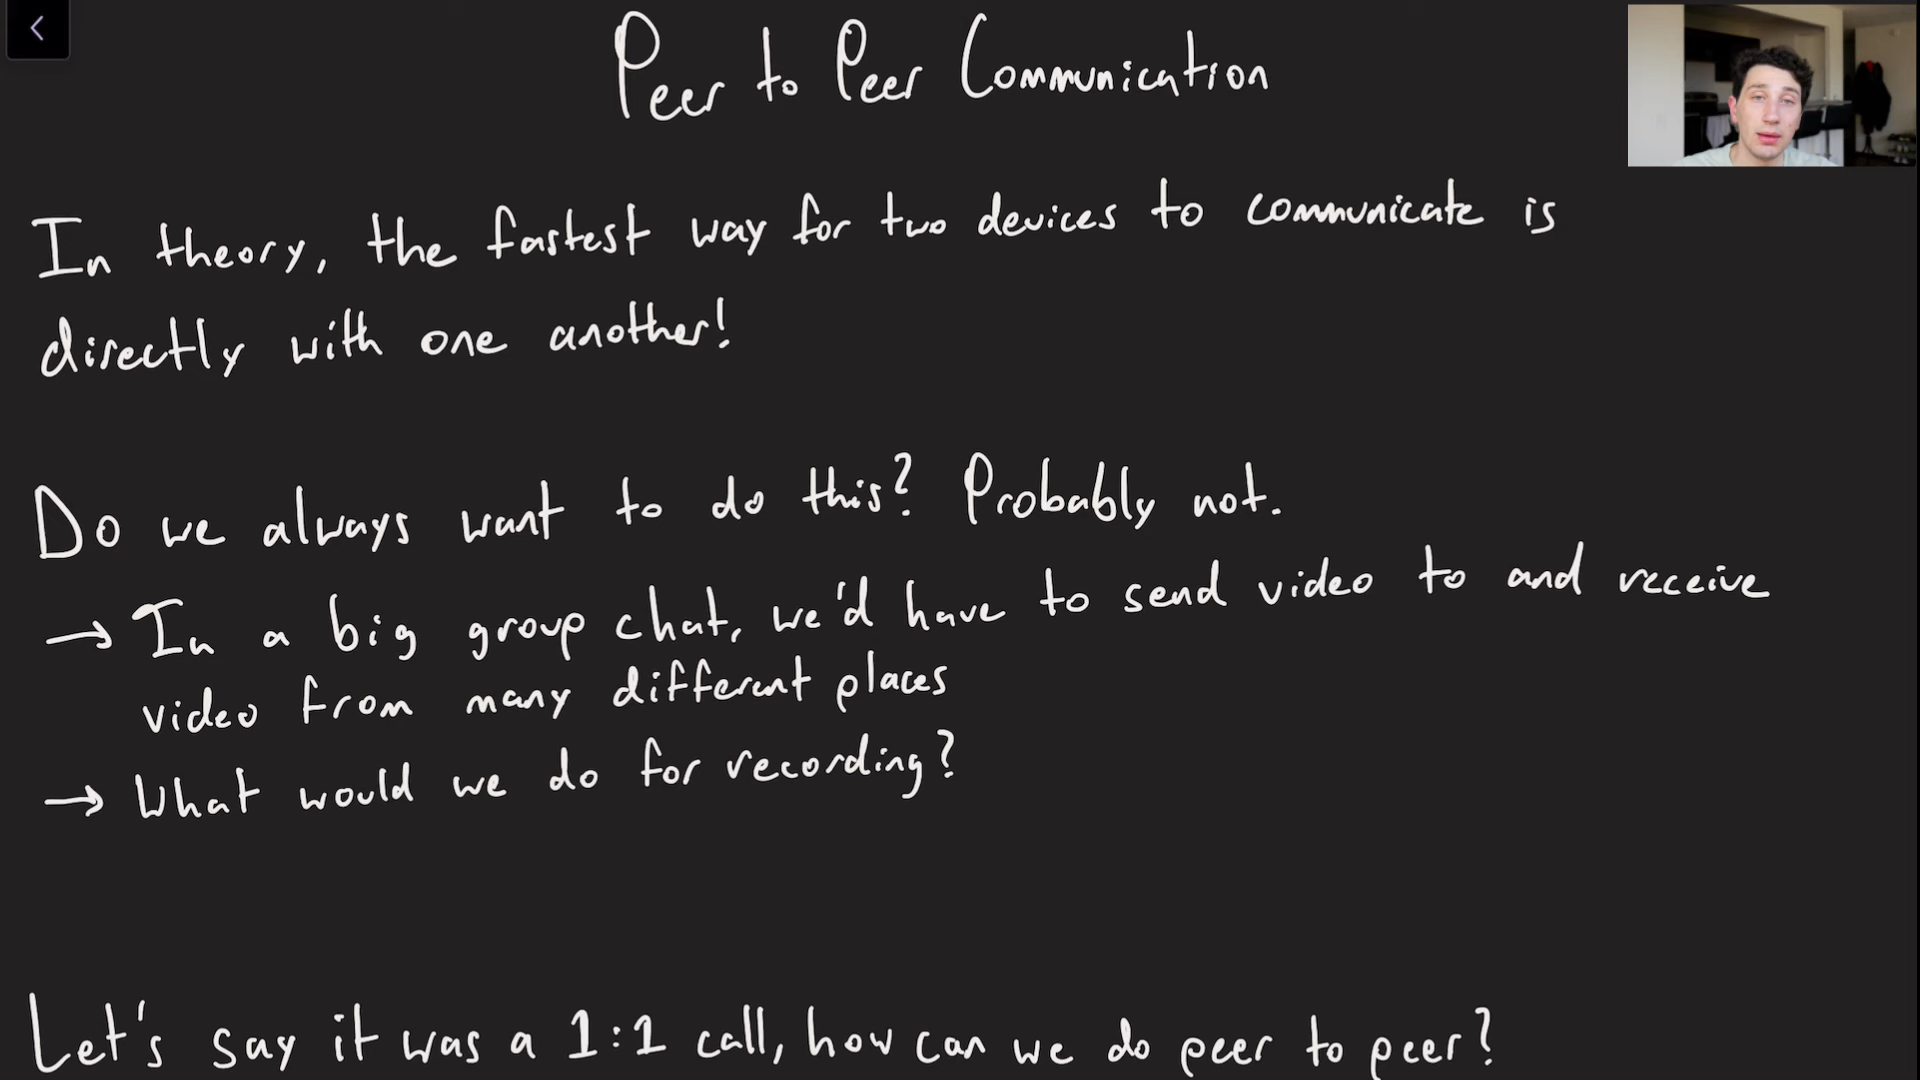 Peer to Peer Communication
In theory, the fastest way for two devices to communicate is
directly with one another!
Do we always want to do this? Probably not.
→ In a big group chat, we'd have to send video to and receive
video from many different places
→ What would we do for recording?
Let's say it was a 1:1 call, how can we do peer to peer?